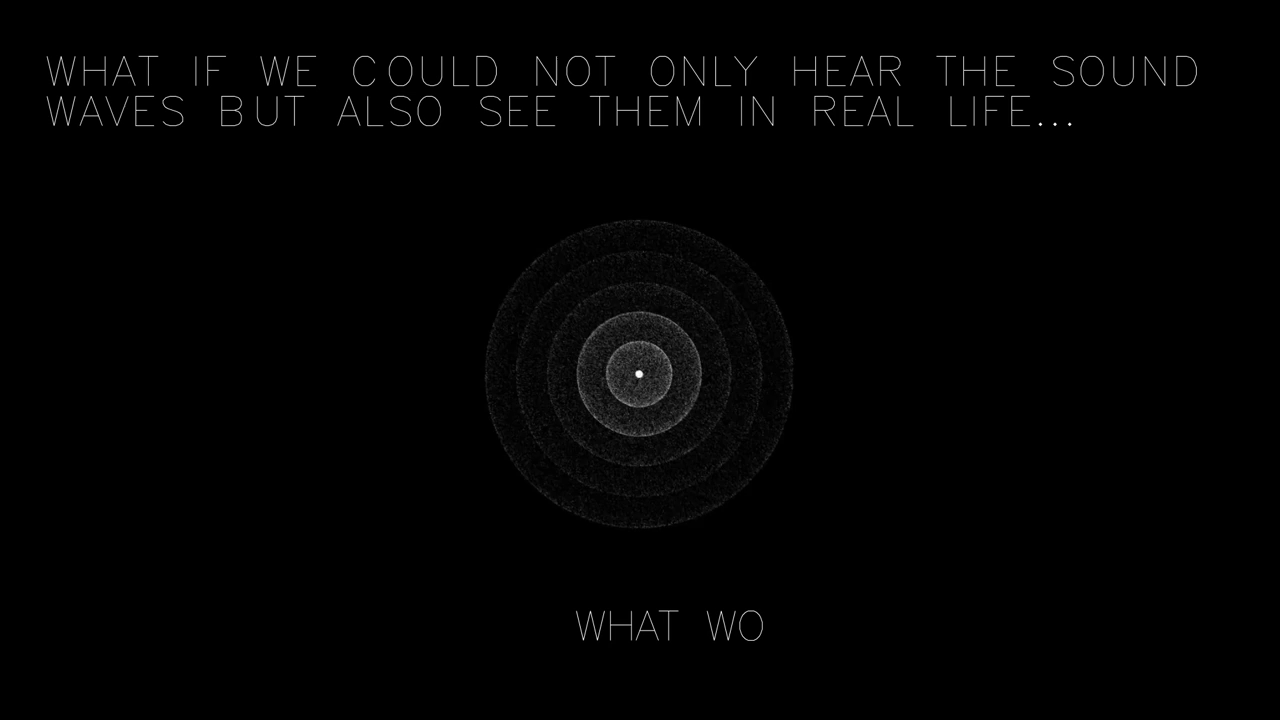 WHAT IF WE COULD NOT ONLY HEAR THE SOUND
WAVES BUT ALSO SEE THEM IN REAL LIFE...
WHAT WO